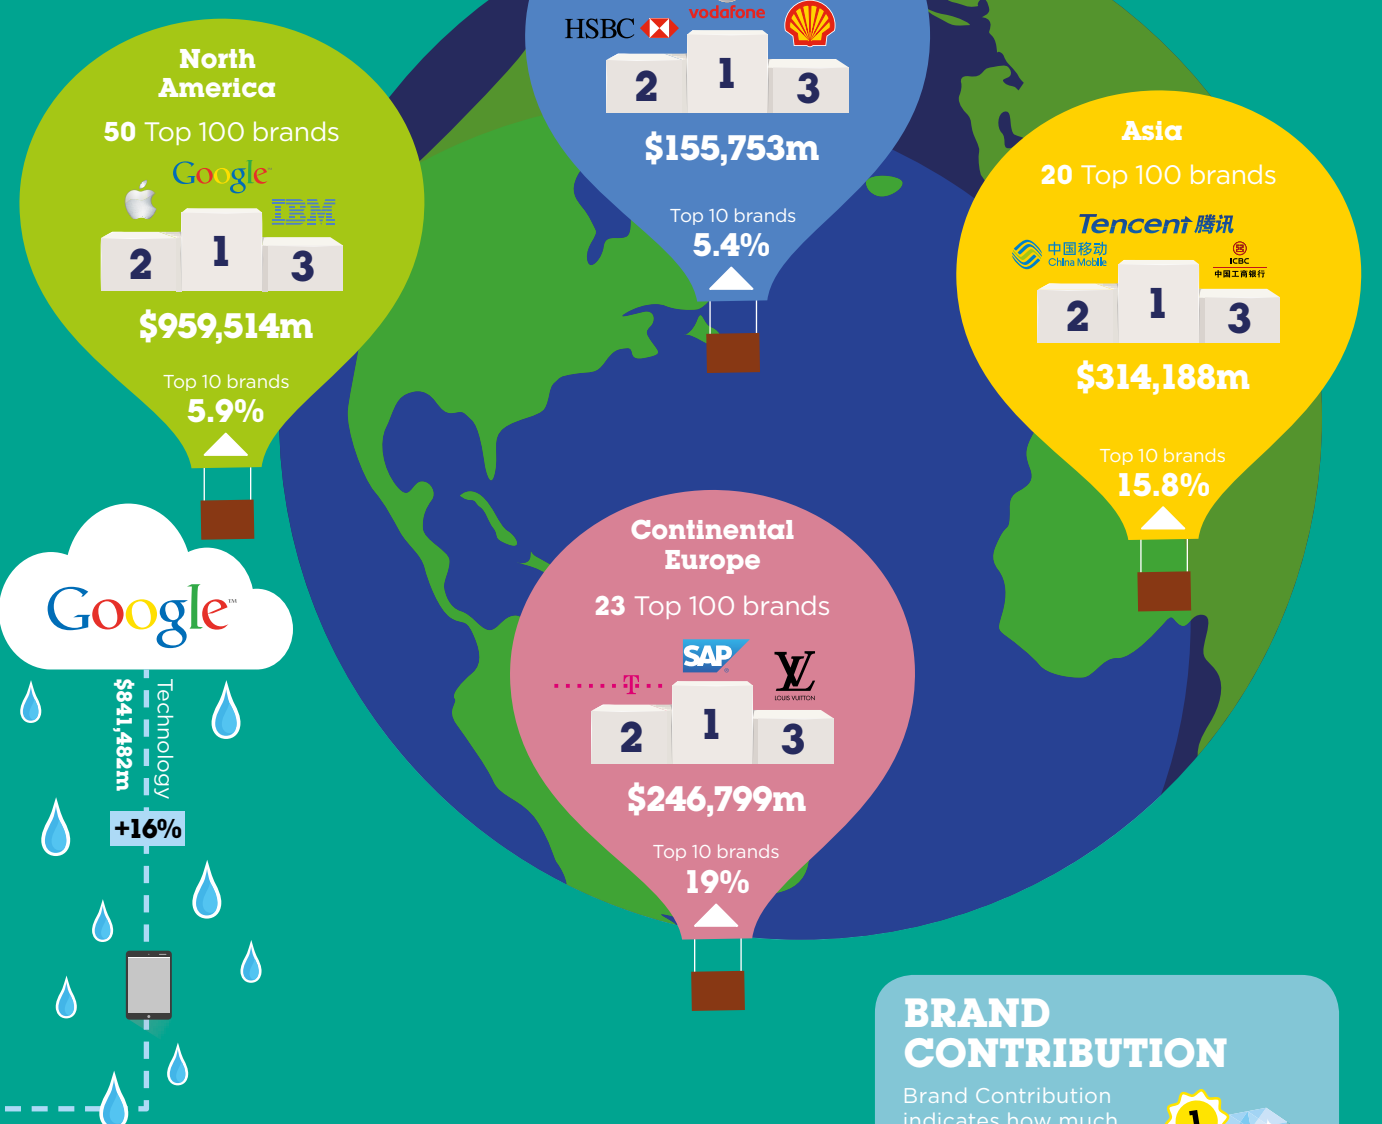 North
America
50 Top 100 brands
Google™
IBM
2 1 3
$959,514m
Top 10 brands
5.9%
HSBC
vodafone
2 1 3
$155,753m
Top 10 brands
5.4%
Asia
20 Top 100 brands
Tencent 腾讯
中国移动
China Mobile
ICBC
中国工商银行
2 1 3
$314,188m
Top 10 brands
15.8%
Continental
Europe
23 Top 100 brands
T
SAP
LV
LOUIS VUITTON
2 1 3
$246,799m
Top 10 brands
19%
Google™
Technology
$841,482m
+16%
BRAND
CONTRIBUTION
Brand Contribution
indicates how much
1